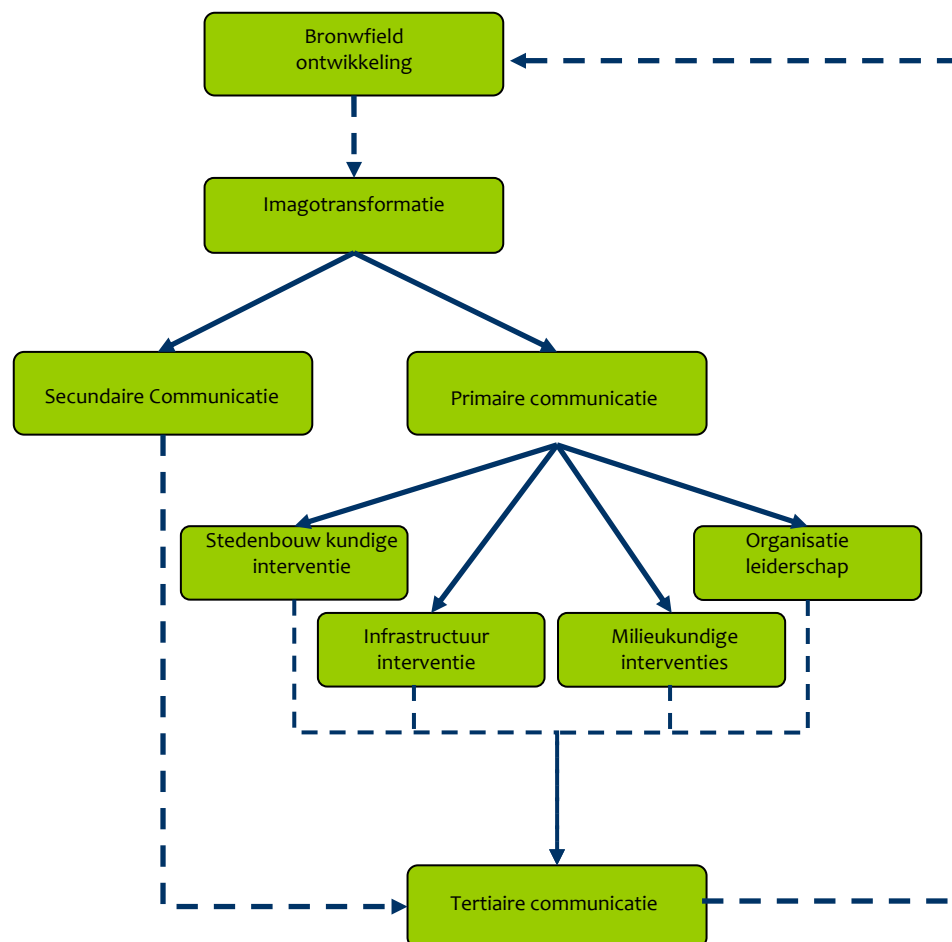 Bronwfield
ontwikkeling
Imagotransformatie
Secundaire Communicatie
Primaire communicatie
Stedenbouw kundige
interventie
Organisatie
leiderschap
Infrastructuur
interventie
Milieukundige
interventies
Tertiaire communicatie